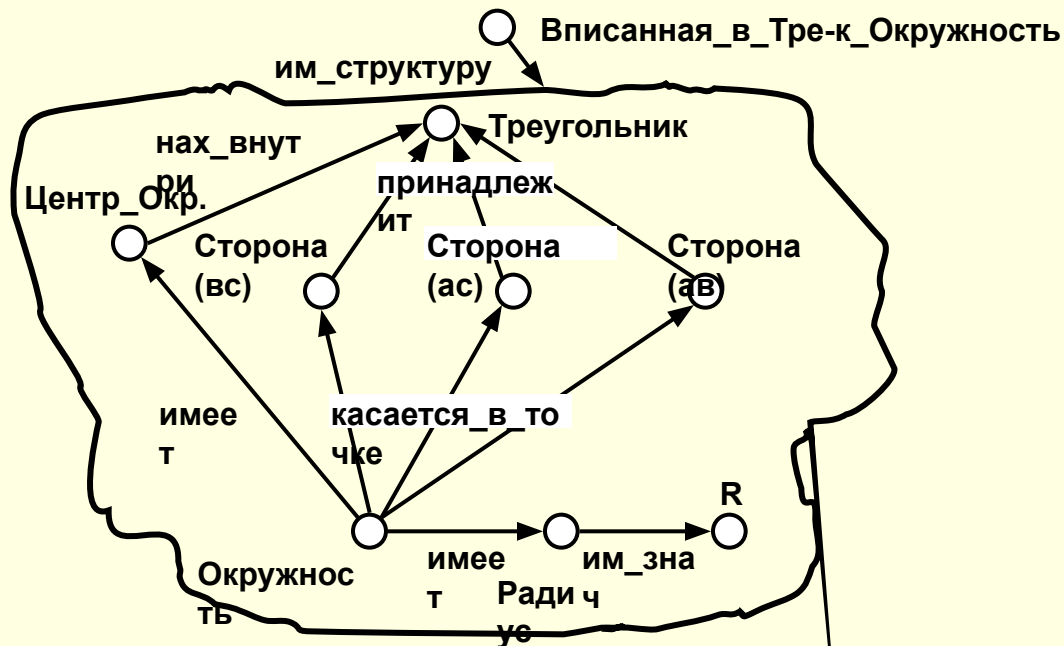 Вписанная_в_Тре-к_Окружность
им_структуру
Треугольник
нах_внут
ри
принадлеж
ит
Центр_Окр.
Сторона
(вс)
Сторона
(ас)
Сторона
(ав)
имее
т
касается_в_то
чке
R
имее
т
им_зна
ч
Окружнос
ть
Ради
ус